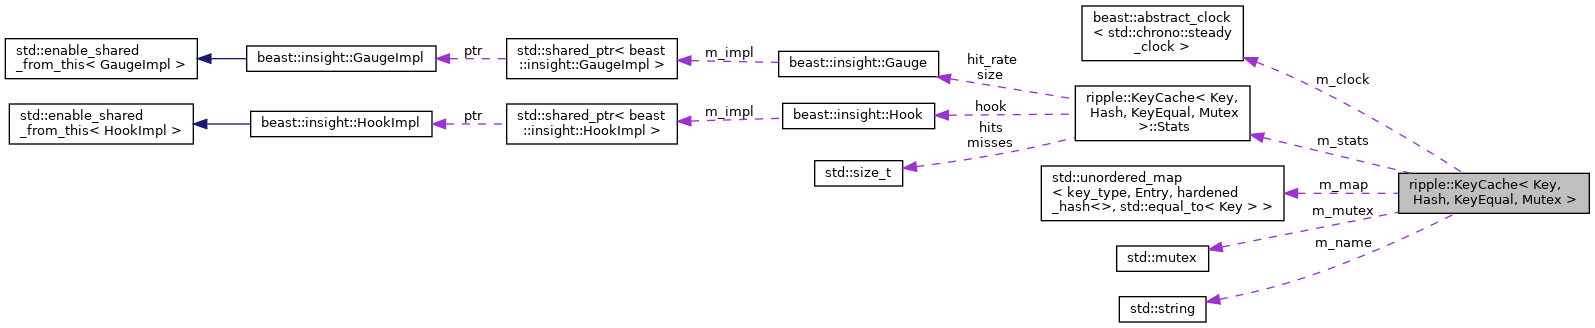 std::enable_shared
_from_this< GaugeImpl >
beast::insight::GaugeImpl
ptr
std::shared_ptr< beast
::insight::GaugeImpl >
m_impl
beast::insight::Gauge
hit_rate
size
beast::abstract_clock
< std::chrono::steady
_clock >
m_clock
std::enable_shared
_from_this< HookImpl >
beast::insight::HookImpl
ptr
std::shared_ptr< beast
::insight::HookImpl >
m_impl
beast::insight::Hook
hook
ripple::KeyCache< Key,
Hash, KeyEqual, Mutex
>::Stats
m_stats
hits
misses
std::size_t
std::unordered_map
< key_type, Entry, hardened
_hash<>, std::equal_to< Key > >
m_map
ripple::KeyCache< Key,
Hash, KeyEqual, Mutex >
m_mutex
std::mutex
m_name
std::string